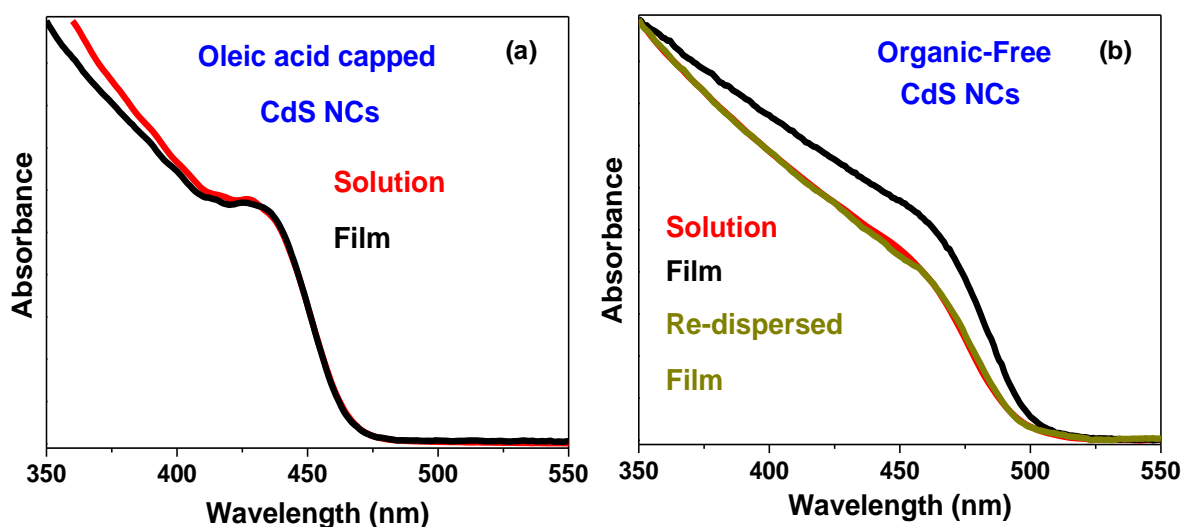 Oleic acid capped
(a)
CdS NCs
Solution
Film
Absorbance
350 400 450 500 550
Wavelength (nm)
Organic-Free
(b)
CdS NCs
Solution
Film
Re-dispersed
Film
Absorbance
350 400 450 500 550
Wavelength (nm)